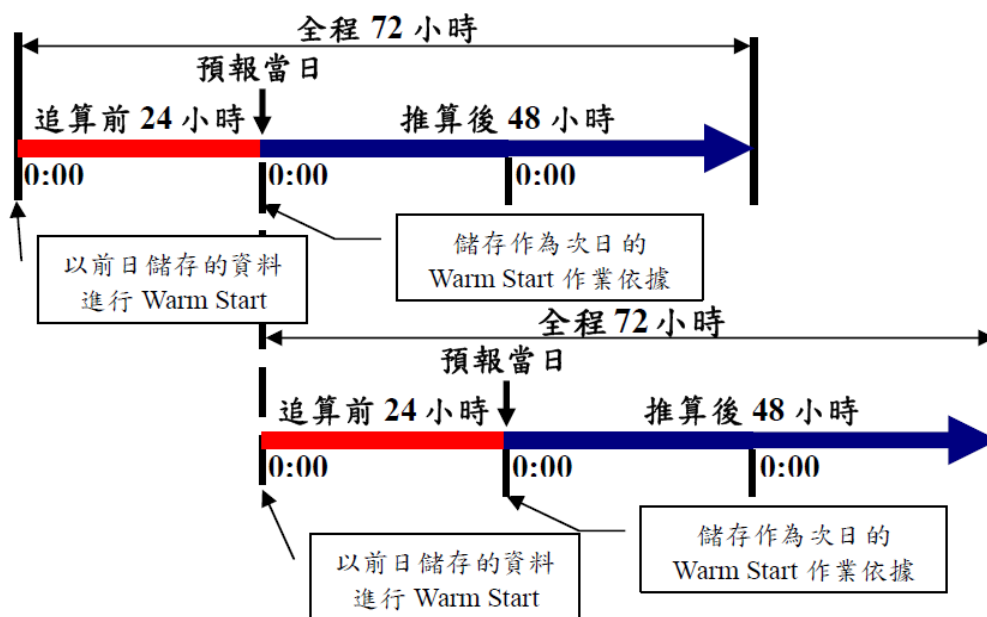 全程 72 小時
預報當日
追算前 24 小時
推算後 48 小時
0:00
0:00
0:00
以前日儲存的資料
進行 Warm Start
儲存作為次日的
Warm Start 作業依據
全程 72 小時
預報當日
追算前 24 小時
推算後 48 小時
0:00
0:00
0:00
以前日儲存的資料
進行 Warm Start
儲存作為次日的
Warm Start 作業依據